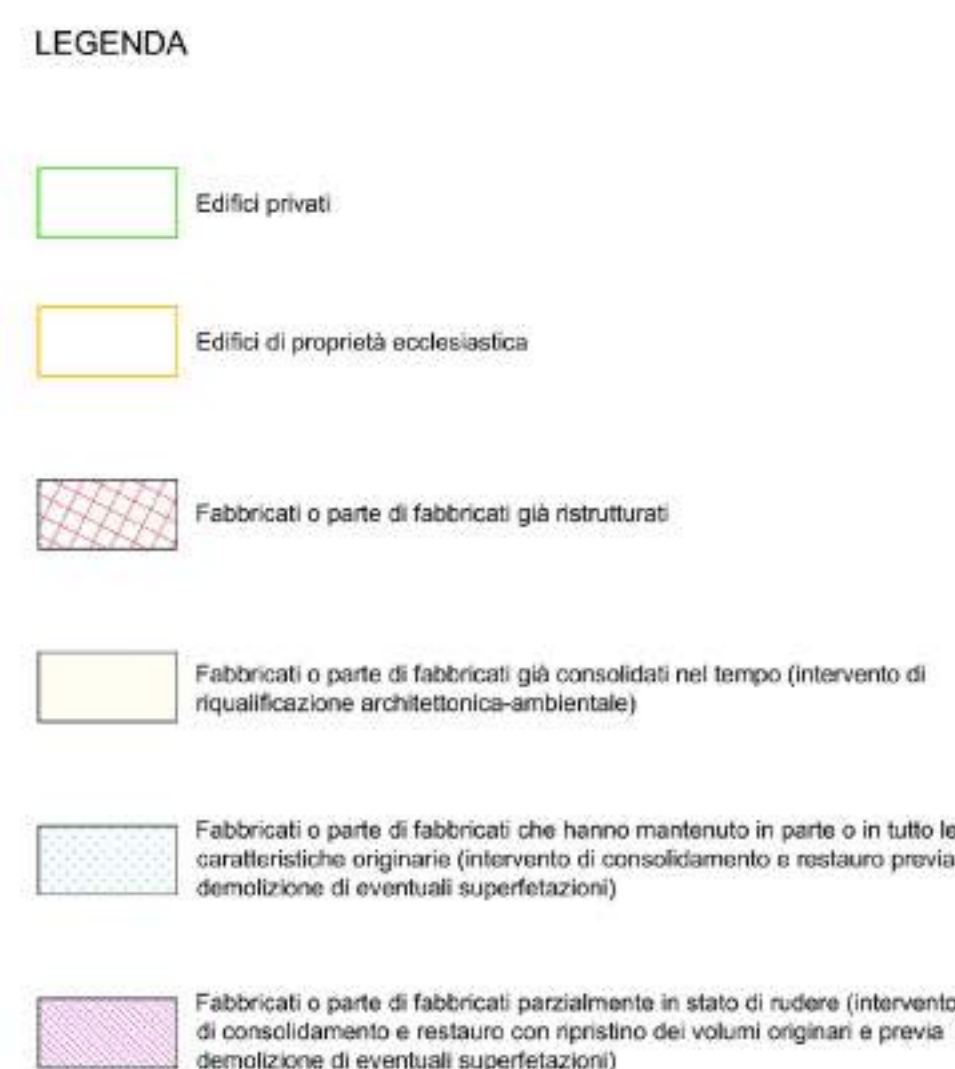 LEGENDA
Edifici privati
Edifici di proprietà ecclesiastica
Fabbricati o parte di fabbricati già ristrutturati
Fabbricati o parte di fabbricati già consolidati nel tempo (intervento di
riqualificazione architettonica-ambientale)
Fabbricati o parte di fabbricati che hanno mantenuto in parte o in tutto le
caratteristiche originarie (intervento di consolidamento e restauro previa
demolizione di eventuali superfetazioni)
Fabbricati o parte di fabbricati parzialmente in stato di rudere (intervento
di consolidamento e restauro con ripristino dei volumi originari e previa
demolizione di eventuali superfetazioni)